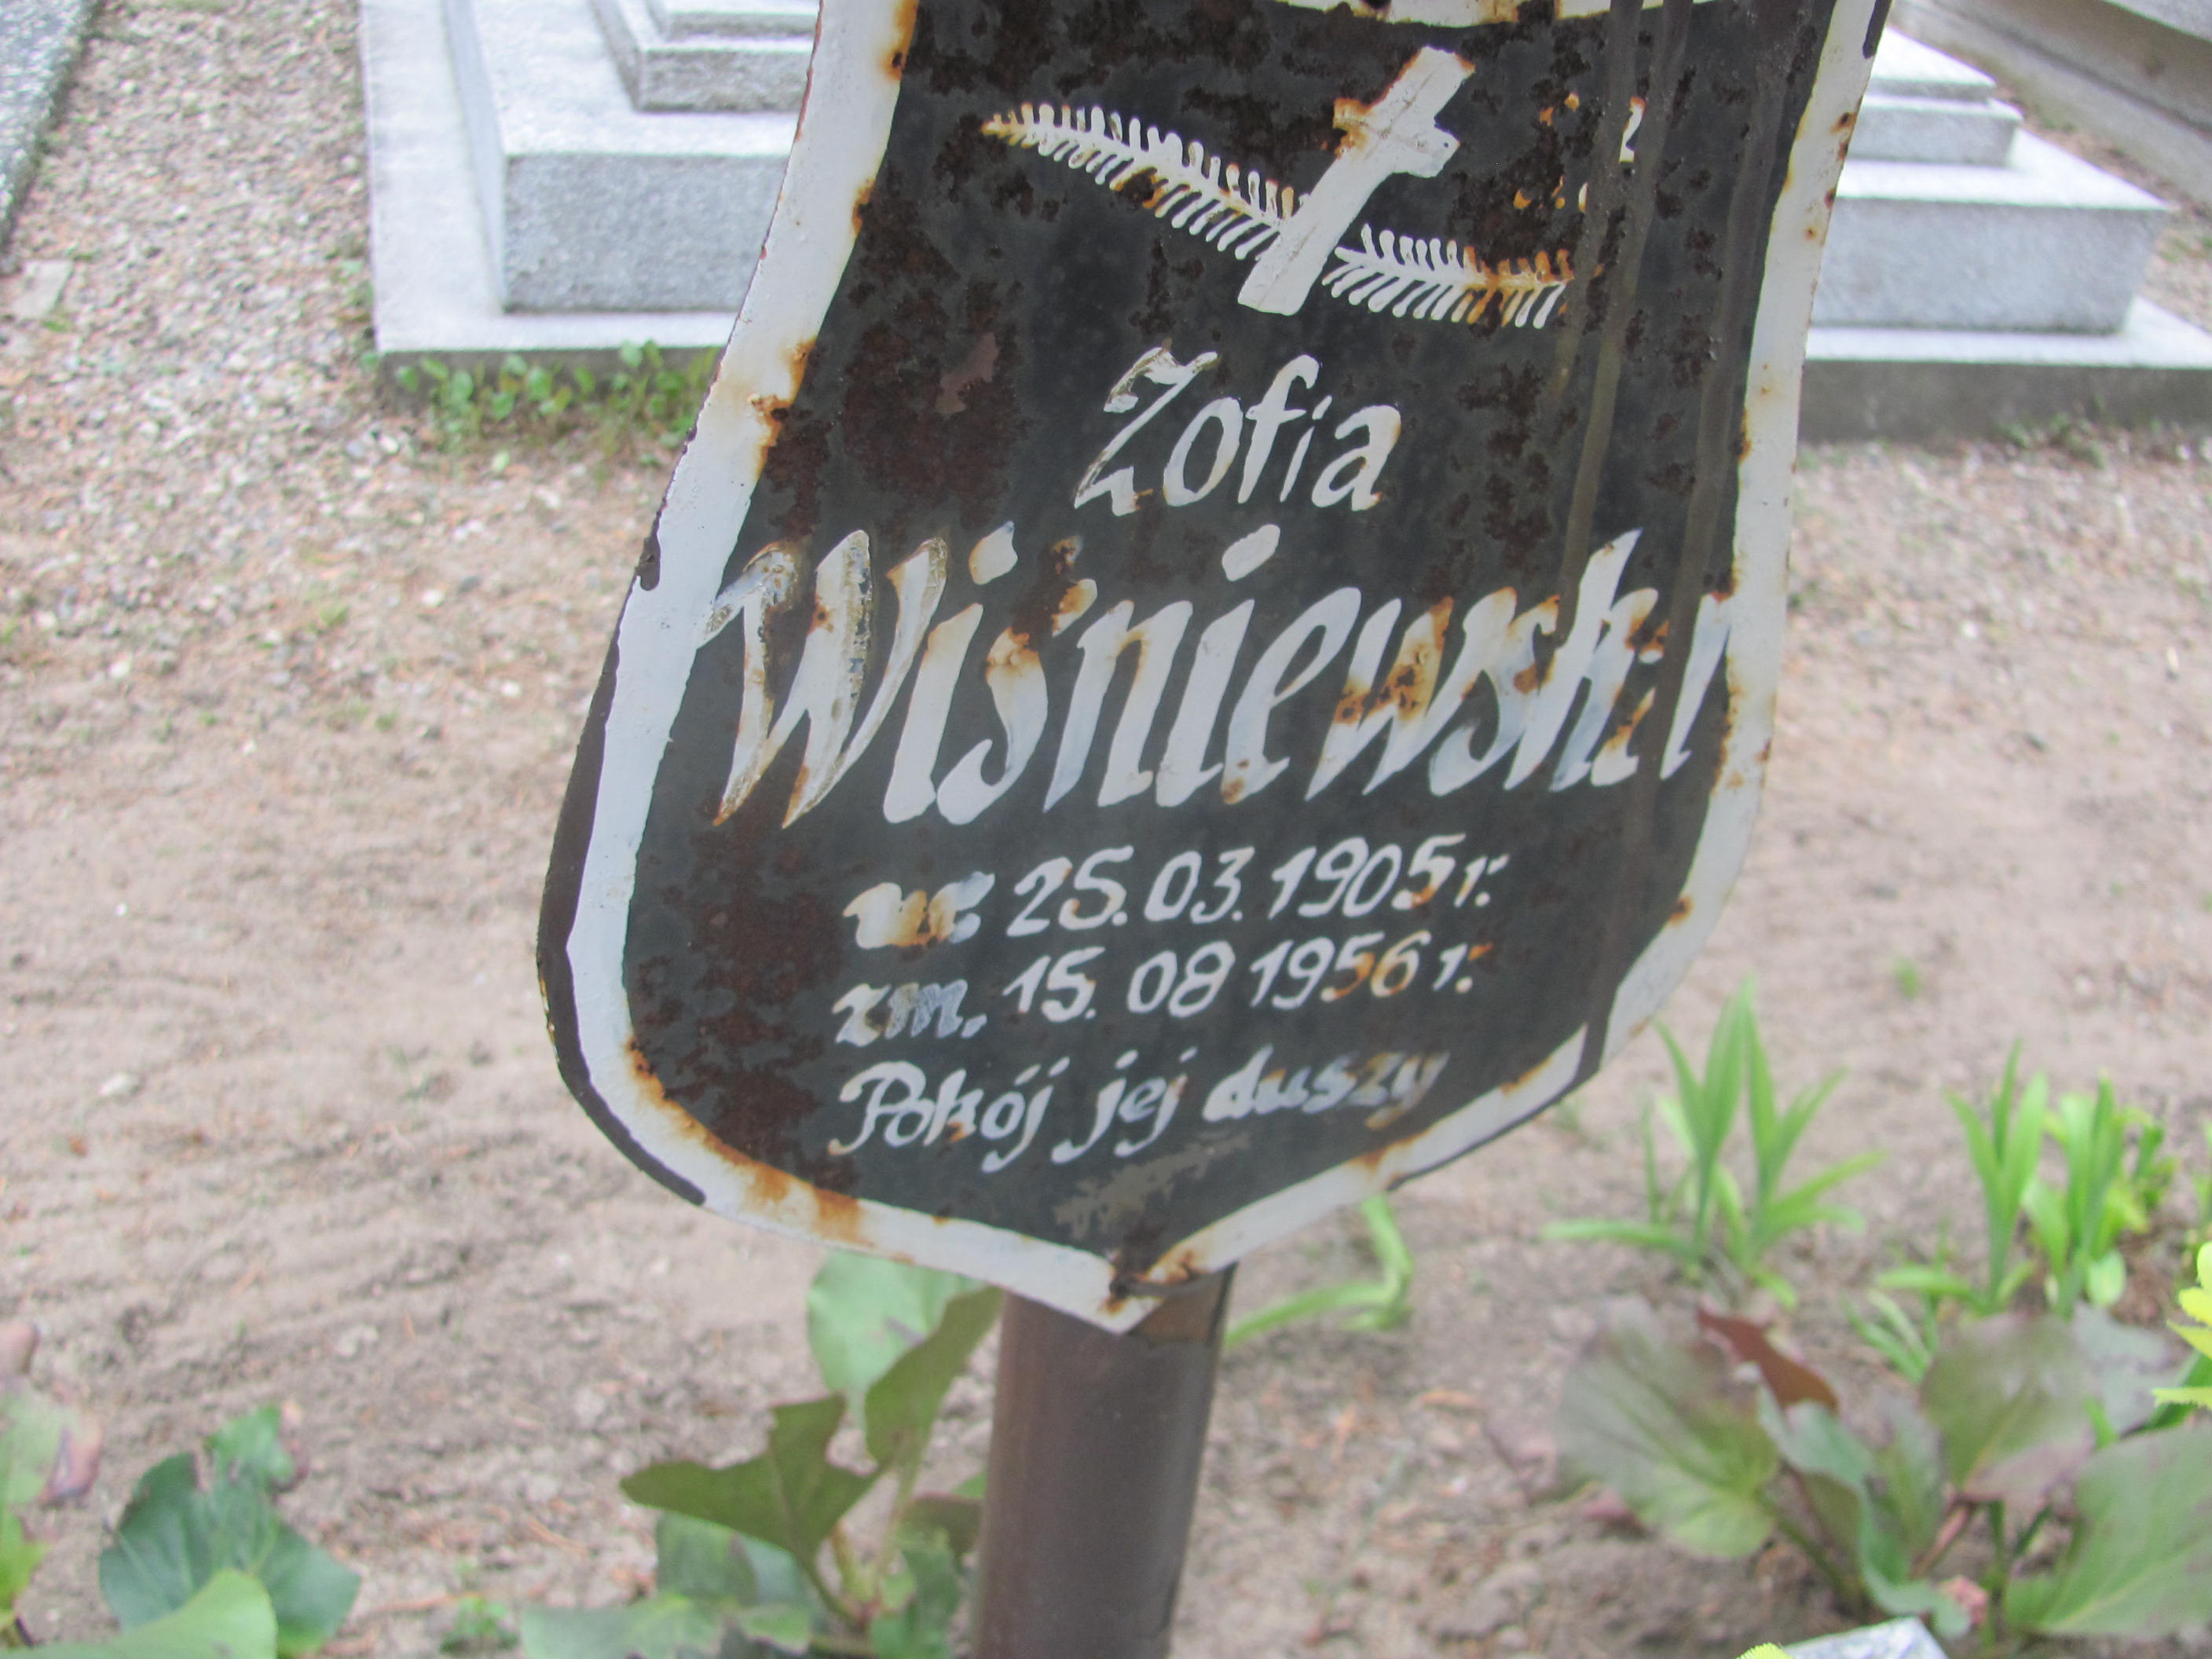 Zofia
Wiśniewska
ur. 25.03.1905 r.
zm. 15.08 1956 r.
Pokój jej duszy